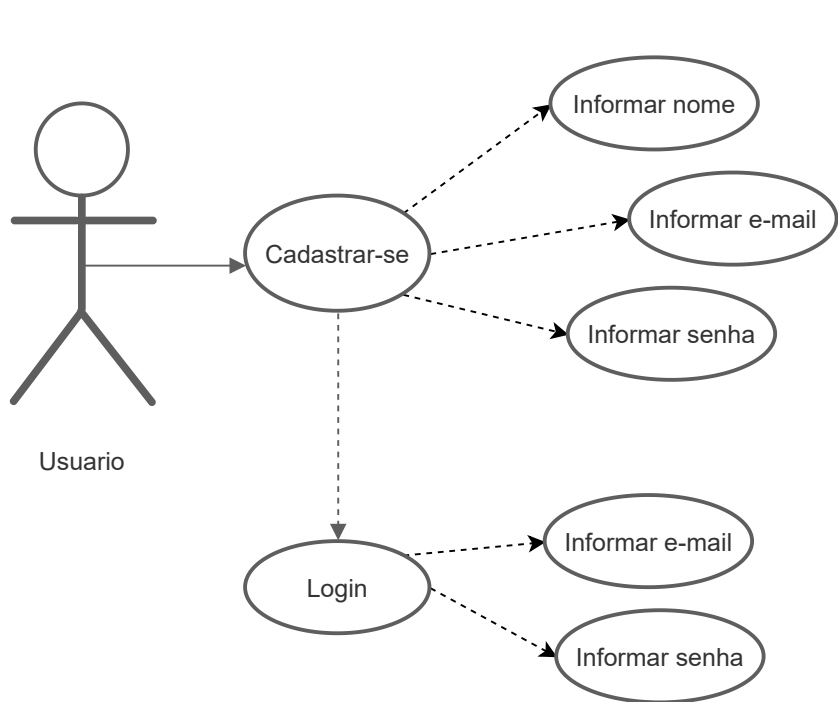 Informar nome
Informar e-mail
Cadastrar-se
Informar senha
Usuario
Informar e-mail
Login
Informar senha